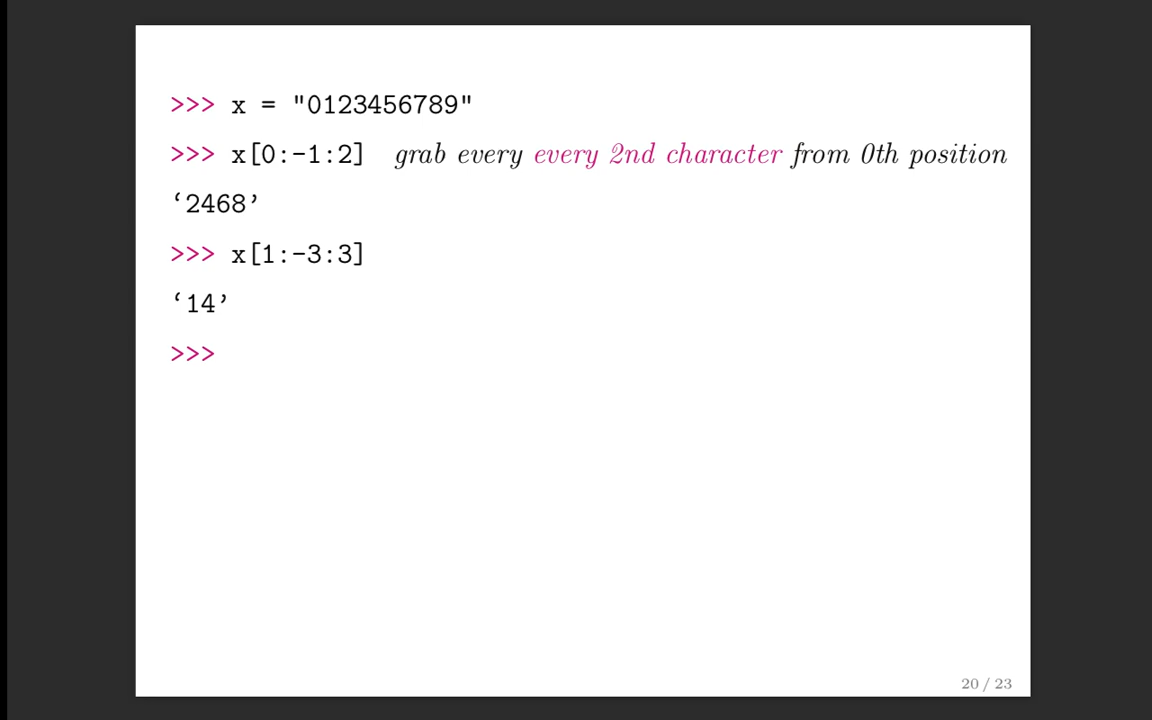 >>> x = "0123456789"
>>> x[0:-1:2] grab every every 2nd character from 0th position
‘2468’
>>> x[1:-3:3]
‘14’
>>>
20 / 23